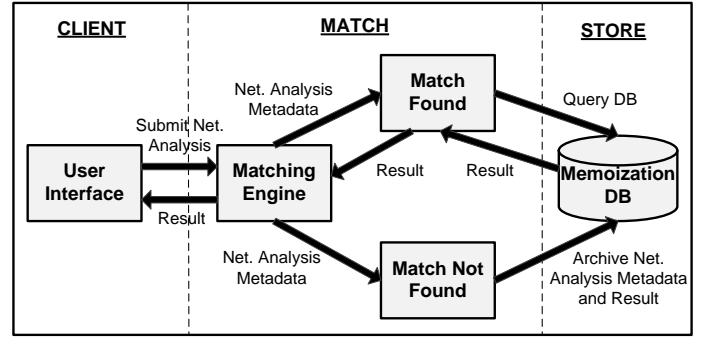 CLIENT
MATCH
STORE
Net. Analysis
Metadata
Match
Found
Query DB
Submit Net.
Analysis
User
Interface
Matching
Engine
Result
Result
Memoization
DB
Result
Net. Analysis
Metadata
Match Not
Found
Archive Net.
Analysis Metadata
and Result